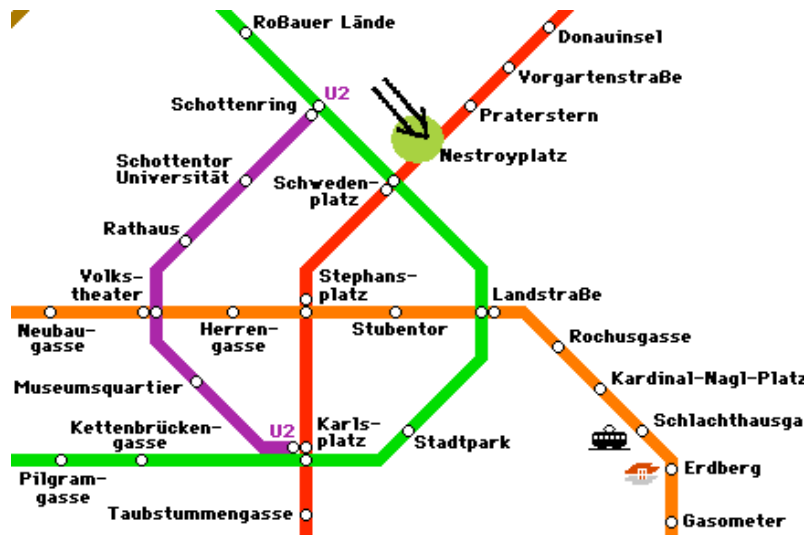 Roßauer Lände
Donauinsel
Vorgartenstraße
U2
Schottenring
Praterstern
Nestroyplatz
Schottentor
Universität
Schweden-
platz
Rathaus
Volks-
theater
Stephans-
platz
Landstraße
Neubau-
gasse
Herren-
gasse
Stubentor
Rochusgasse
Kardinal-Nagl-Platz
Museumsquartier
Schlachthausga
Kettenbrücken-
gasse
U2
Karls-
platz
Stadtpark
Erdberg
Pilgram-
gasse
Taubstummengasse
Gasometer